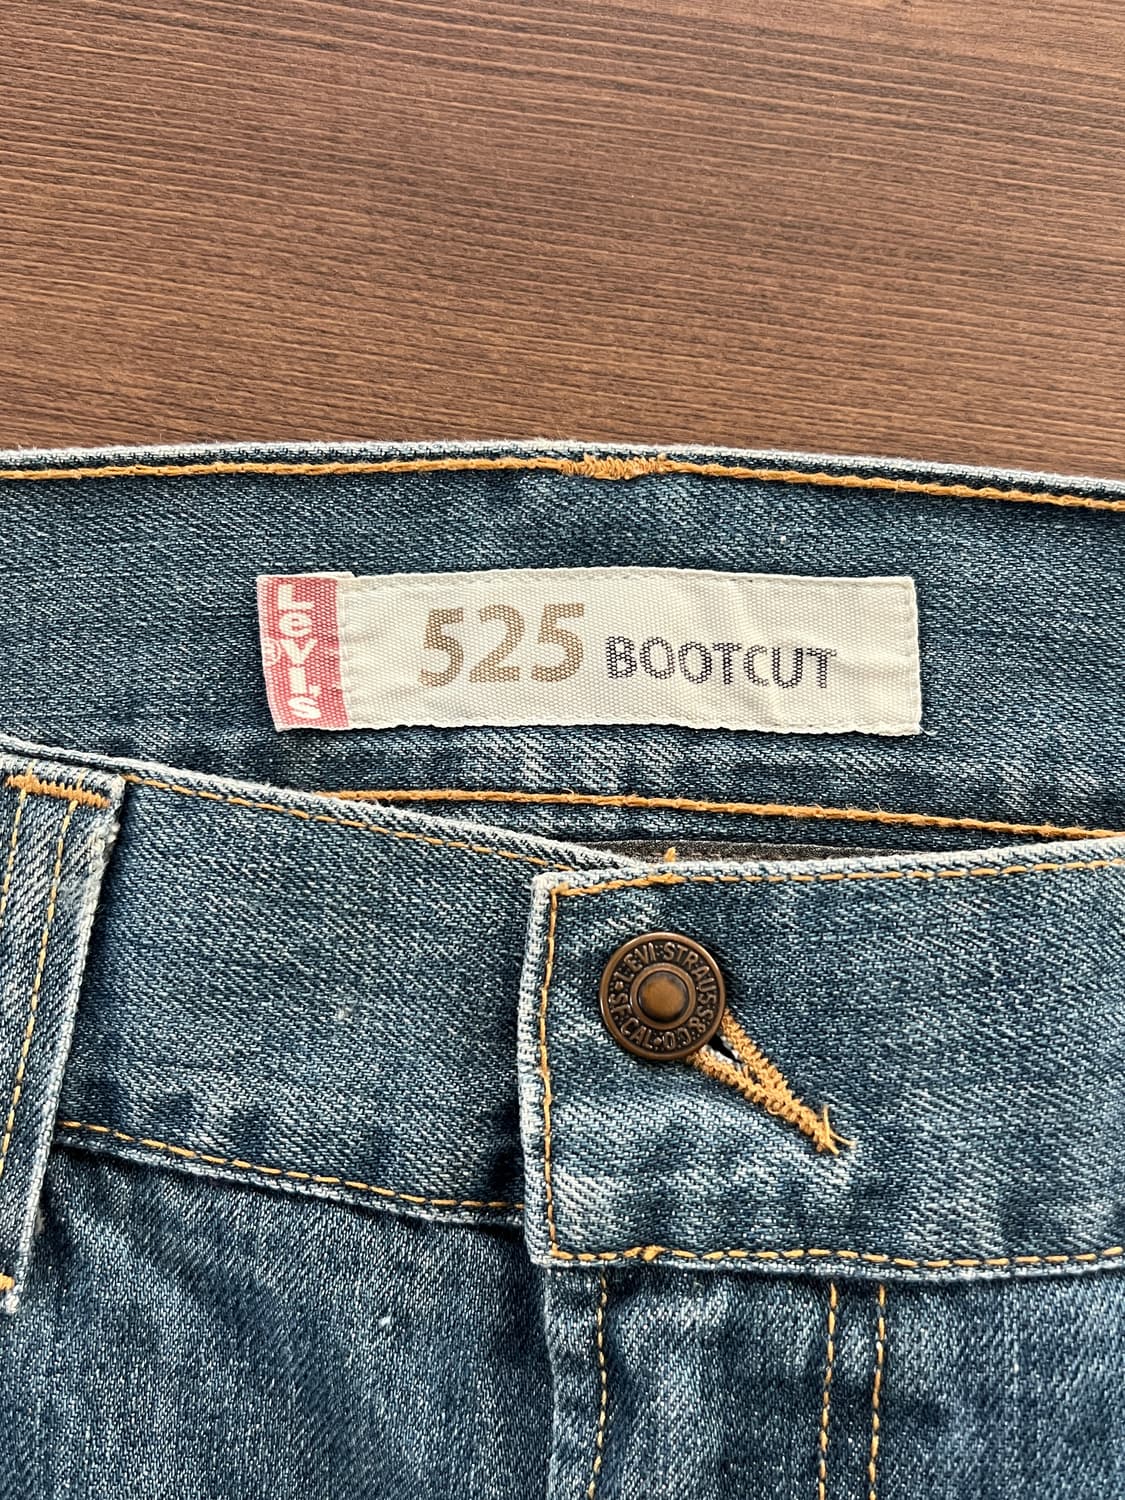 Levi's®
525 BOOTCUT
LEVI STRAUSS & CO. S.F. CAL